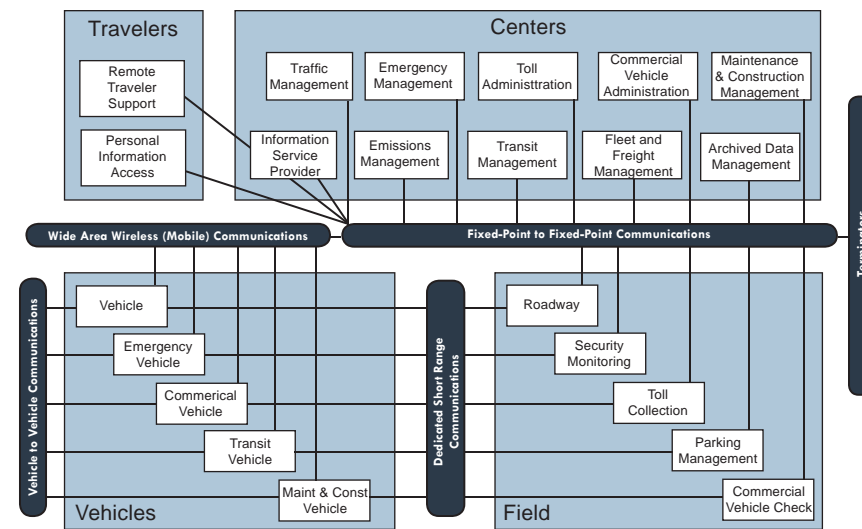 Travelers
Remote
Traveler
Support
Personal
Information
Access
Centers
Traffic
Management
Emergency
Management
Toll
Administtration
Commercial
Vehicle
Administration
Maintenance
& Construction
Management
Information
Service
Provider
Emissions
Management
Transit
Management
Fleet and
Freight
Management
Archived Data
Management
Wide Area Wireless (Mobile) Communications
Fixed-Point to Fixed-Point Communications
Terminators
Vehicle to Vehicle Communications
Vehicle
Emergency
Vehicle
Commerical
Vehicle
Transit
Vehicle
Maint & Const
Vehicle
Vehicles
Dedicated Short Range
Communications
Roadway
Security
Monitoring
Toll
Collection
Parking
Management
Commercial
Vehicle Check
Field